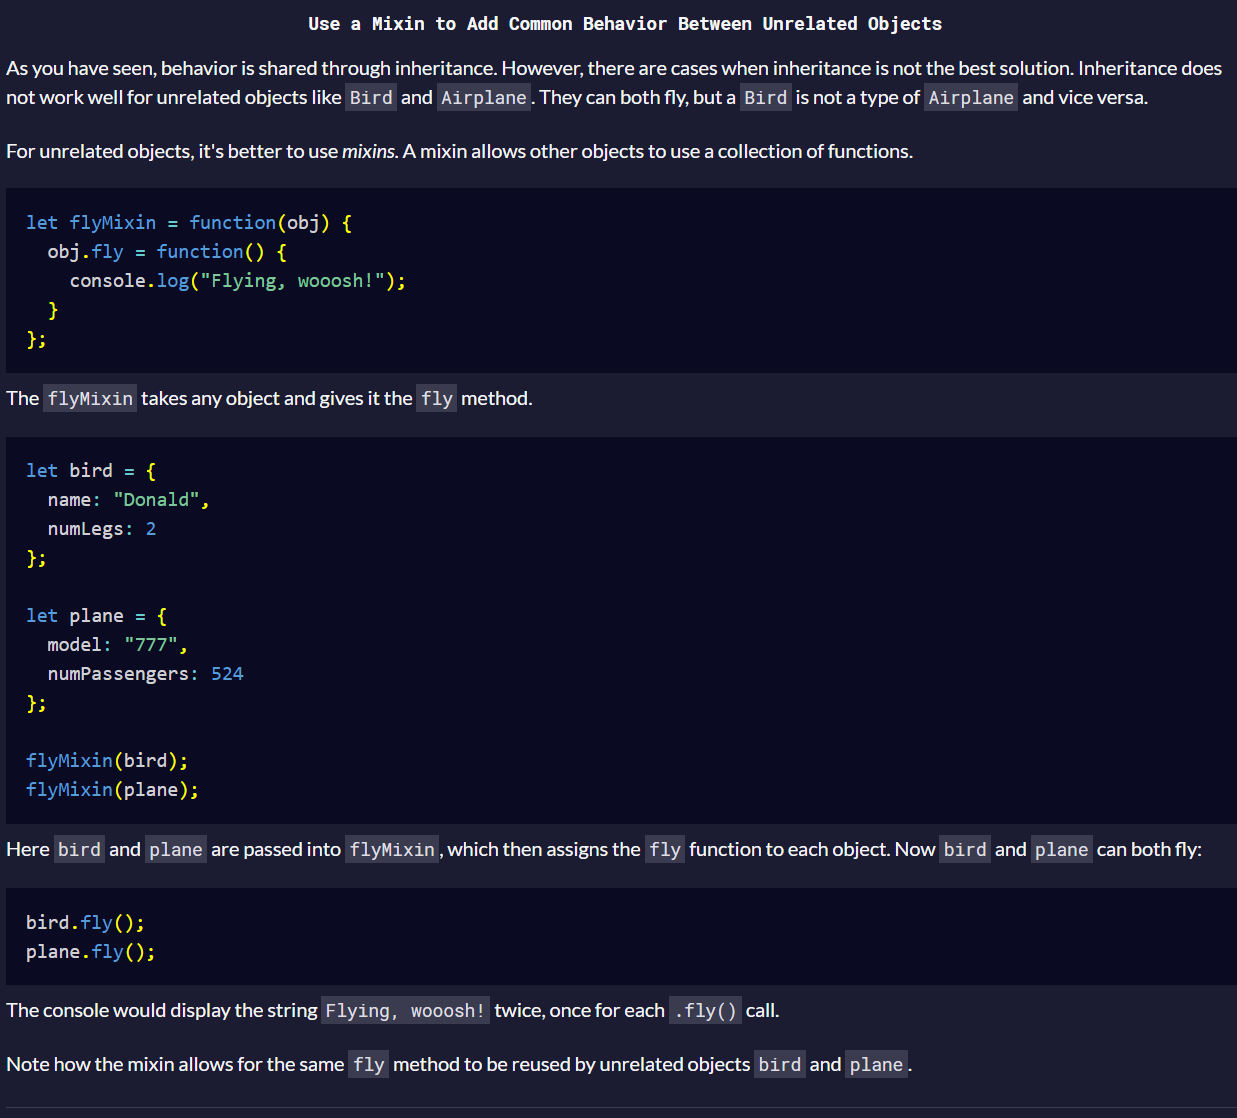 Use a Mixin to Add Common Behavior Between Unrelated Objects
As you have seen, behavior is shared through inheritance. However, there are cases when inheritance is not the best solution. Inheritance does
not work well for unrelated objects like Bird and Airplane. They can both fly, but a Bird is not a type of Airplane and vice versa.
For unrelated objects, it's better to use mixins. A mixin allows other objects to use a collection of functions.
let flyMixin = function(obj) {
  obj.fly = function() {
    console.log("Flying, wooosh!");
  }
};
The flyMixin takes any object and gives it the fly method.
let bird = {
  name: "Donald",
  numLegs: 2
};
let plane = {
  model: "777",
  numPassengers: 524
};
flyMixin(bird);
flyMixin(plane);
Here bird and plane are passed into flyMixin, which then assigns the fly function to each object. Now bird and plane can both fly:
bird.fly();
plane.fly();
The console would display the string Flying, wooosh! twice, once for each .fly() call.
Note how the mixin allows for the same fly method to be reused by unrelated objects bird and plane.